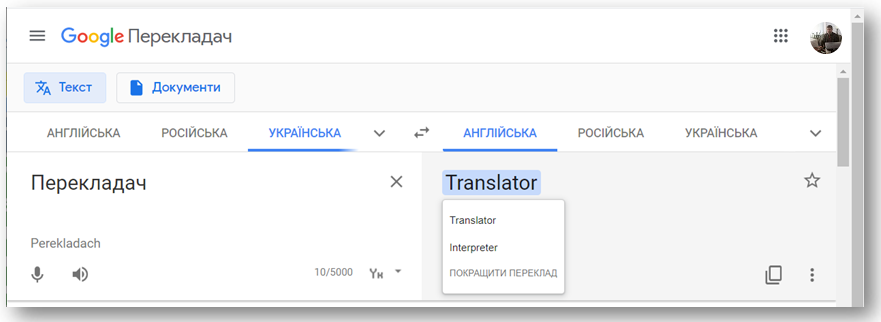 Google Перекладач
Текст
Документи
АНГЛІЙСЬКА РОСІЙСЬКА УКРАЇНСЬКА
АНГЛІЙСЬКА РОСІЙСЬКА УКРАЇНСЬКА
Перекладач
Perekladach
10/5000
Translator
Translator
Interpreter
ПОКРАЩИТИ ПЕРЕКЛАД